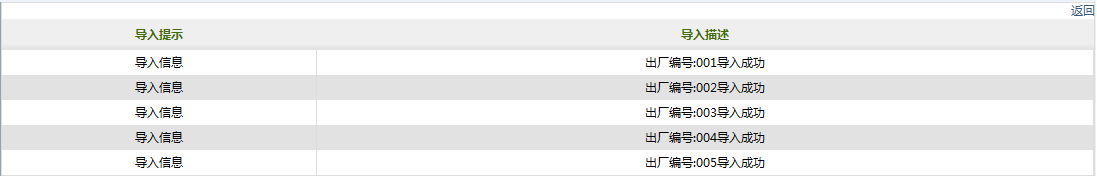 返回
导入提示 导入描述
导入信息 出厂编号:001导入成功
导入信息 出厂编号:002导入成功
导入信息 出厂编号:003导入成功
导入信息 出厂编号:004导入成功
导入信息 出厂编号:005导入成功